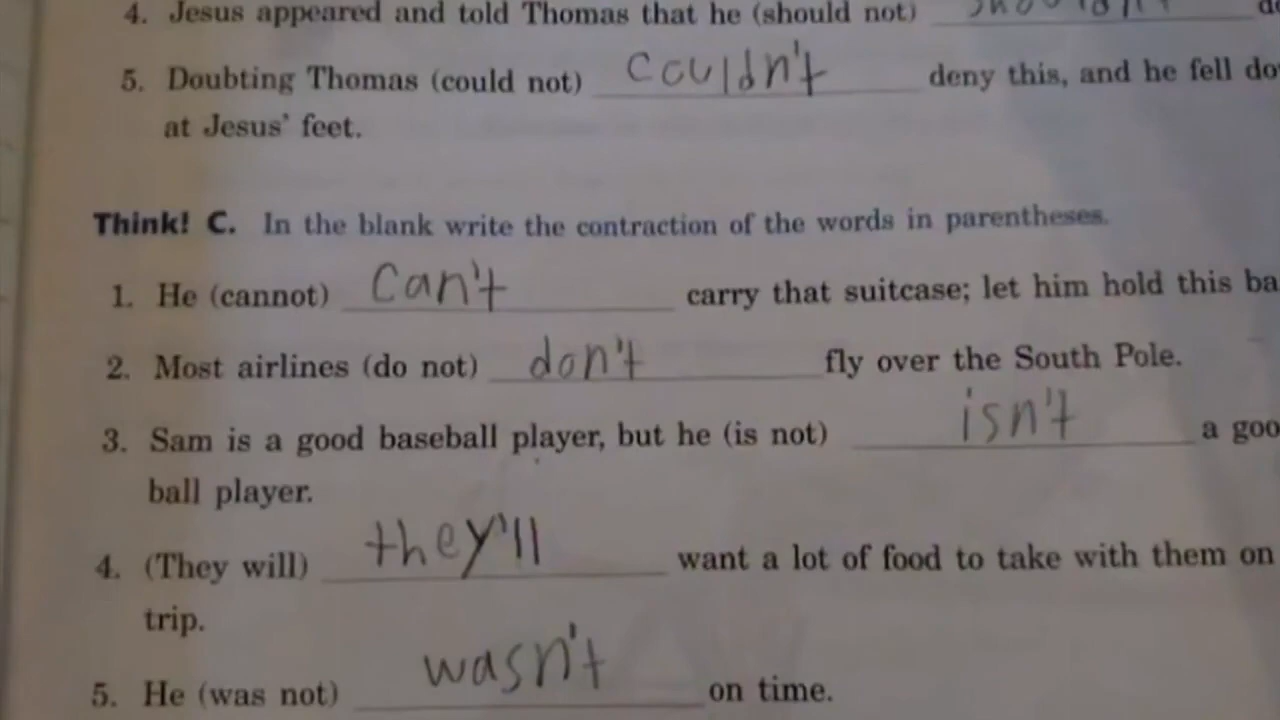 4. Jesus appeared and told Thomas that he (should not) shouldn't
5. Doubting Thomas (could not) couldn't deny this, and he fell
at Jesus' feet.
Think! C. In the blank write the contraction of the words in parentheses.
1. He (cannot) can't carry that suitcase; let him hold this
2. Most airlines (do not) don't fly over the South Pole.
3. Sam is a good baseball player, but he (is not) isn't a
ball player.
4. (They will) they'll want a lot of food to take with them on
trip.
5. He (was not) wasn't on time.